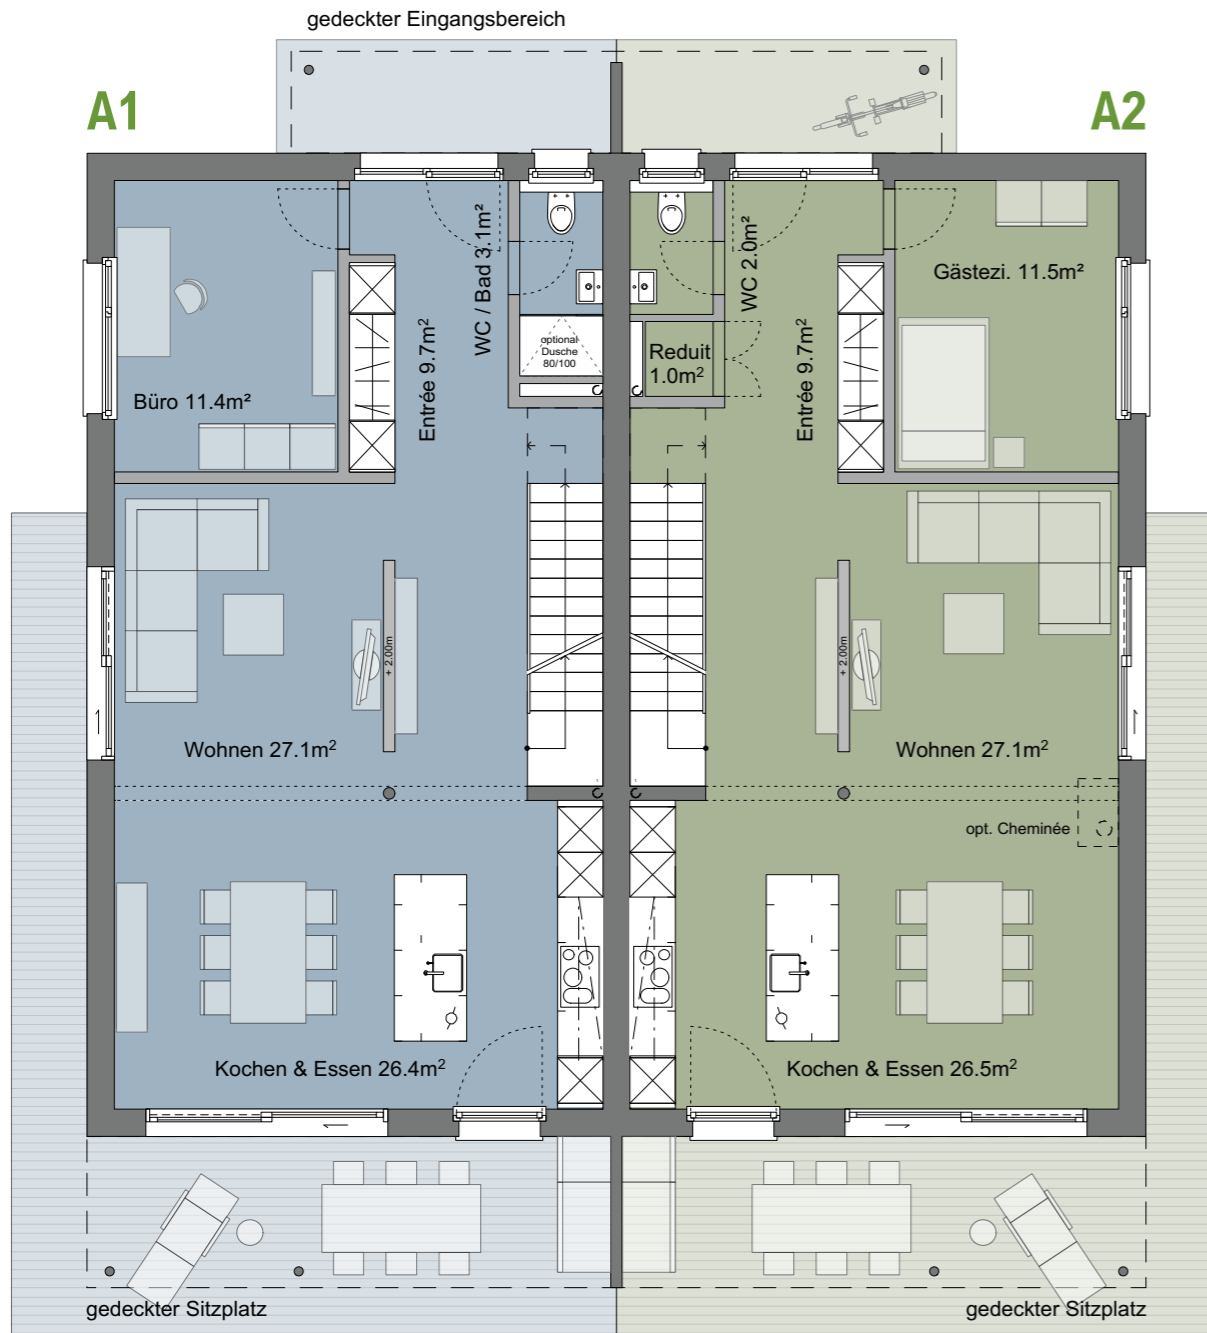 gedeckter Eingangsbereich
A1
A2
WC / Bad 3.1m²
WC 2.0m²
Gästezi. 11.5m²
Entrée 9.7m²
optional
Dusche
80/100
Reduit
1.0m²
Entrée 9.7m²
Büro 11.4m²
+ 2.00m
+ 2.00m
Wohnen 27.1m²
Wohnen 27.1m²
opt. Cheminée
Kochen & Essen 26.4m²
Kochen & Essen 26.5m²
gedeckter Sitzplatz
gedeckter Sitzplatz